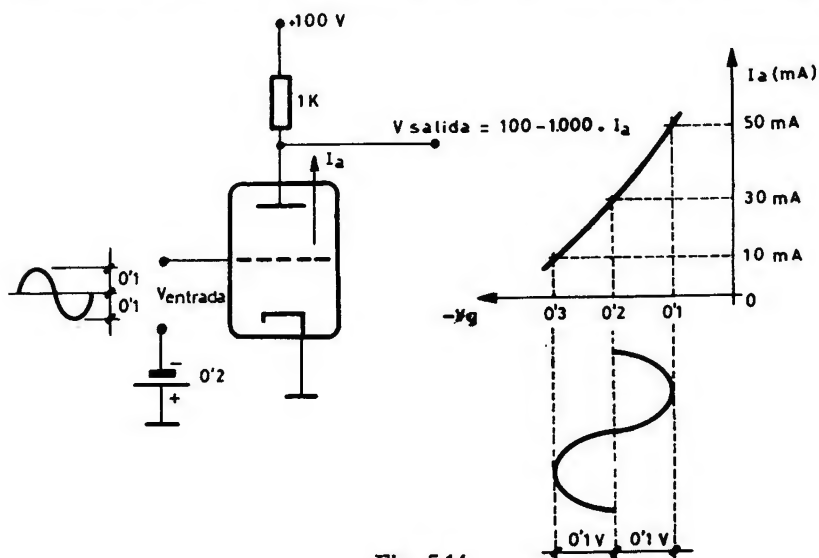 +100 V
1K
V salida = 100-1.000 • Ia
Ia
0'1
0'1
Ventrada
−
0'2
+
Ia (mA)
50 mA
30 mA
10 mA
0
-Vg
0'3
0'2
0'1
0'1 V
0'1 V